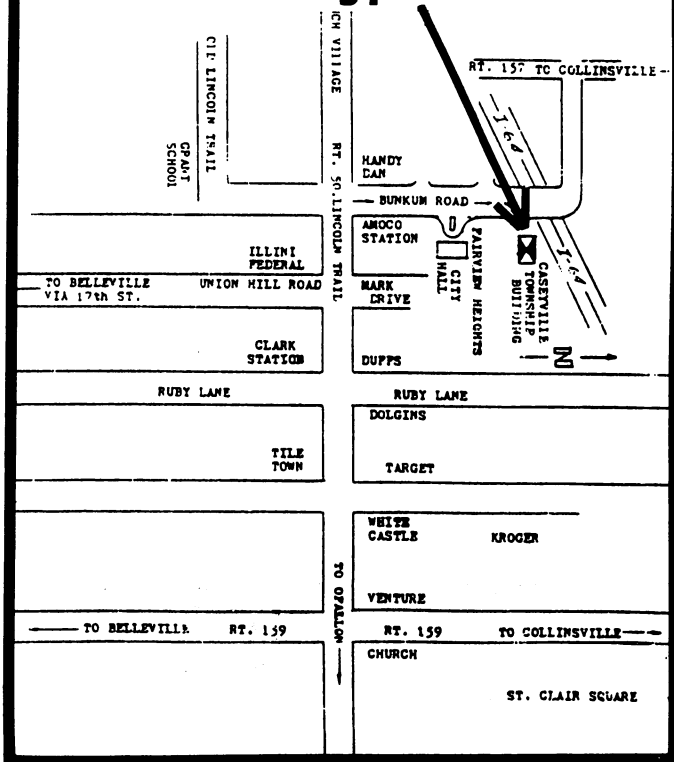 ICH VILLAGE
RT. 157 TO COLLINSVILLE
I-64
LINCOLN TRAIL
GRANT
SCHOOL
HANDY
DAN
RT. 50. LINCOLN TRAIL
BUNKUM ROAD
AMOCO
STATION
ILLINI
FEDERAL
CITY
HALL
FAIRVIEW HEIGHTS
CASEYVILLE
TOWNSHIP
BUILDING
I-64
TO BELLEVILLE
VIA 17th ST.
UNION HILL ROAD
MARK
DRIVE
N
CLARK
STATION
DUFFS
RUBY LANE
RUBY LANE
DOLGINS
TILE
TOWN
TARGET
WHITE
CASTLE
KROGER
TO OFALLON
VENTURE
TO BELLEVILLE
RT. 159
RT. 159
TO COLLINSVILLE
CHURCH
ST. CLAIR SQUARE